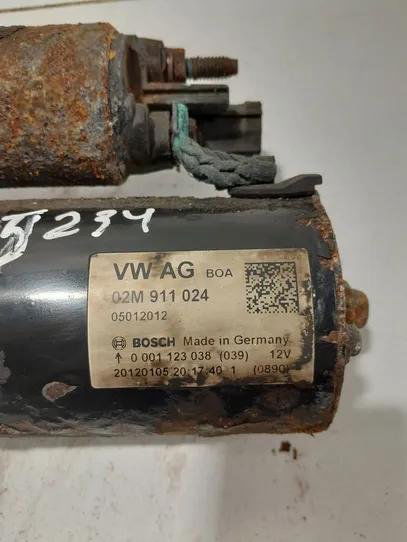 234
VW AG BOA
02M 911 024
05012012
BOSCH Made in Germany
↑ 0 001 123 038 (039) 12V
20120105 20:17:40 1 (0890)